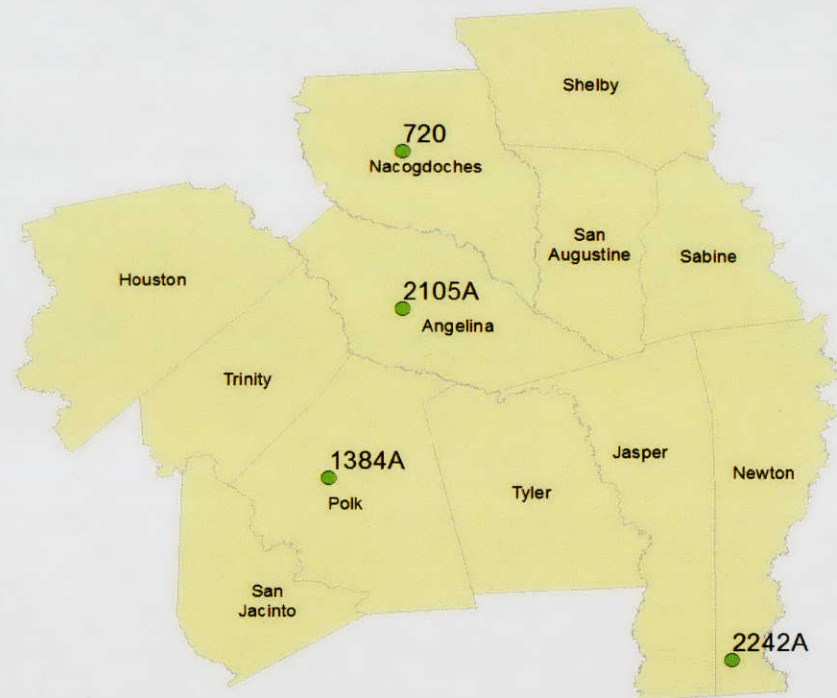 Shelby
720
Nacogdoches
San
Augustine
Sabine
Houston
2105A
Angelina
Trinity
1384A
Polk
Tyler
Jasper
Newton
San
Jacinto
2242A